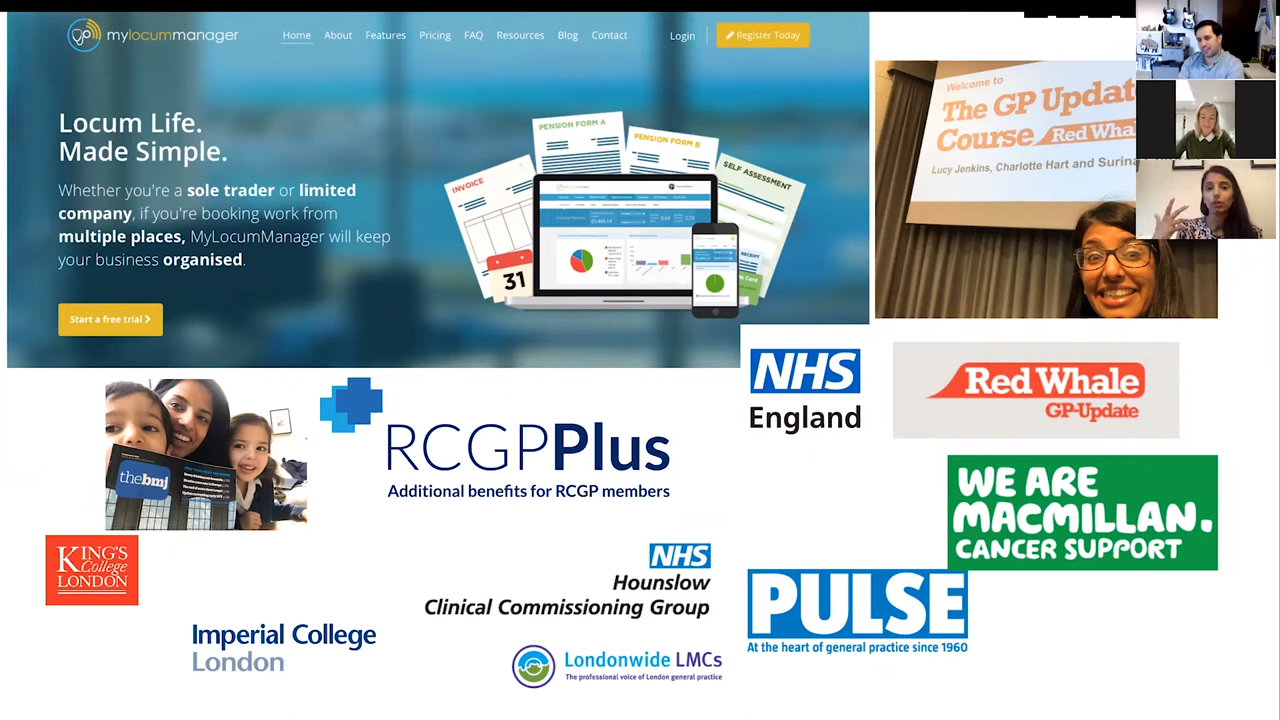 mylocummanager
Home About Features Pricing FAQ Resources Blog Contact
Login
Register Today
Locum Life.
Made Simple.
Whether you're a sole trader or limited
company, if you're booking work from
multiple places, MyLocumManager will keep
your business organised.
Start a free trial
INVOICE
PENSION FORM A
PENSION FORM B
SELF ASSESSMENT
RECEIPT
31
Welcome to
The GP Upda
Course Red Wha
Lucy Jenkins, Charlotte Hart and Surina
thebmj
RCGPPlus
Additional benefits for RCGP members
NHS
England
Red Whale
GP-Update
WE ARE
MACMILLAN.
CANCER SUPPORT
KING'S
College
LONDON
Imperial College
London
NHS
Hounslow
Clinical Commissioning Group
Londonwide LMCs
The professional voice of London general practice
PULSE
At the heart of general practice since 1960